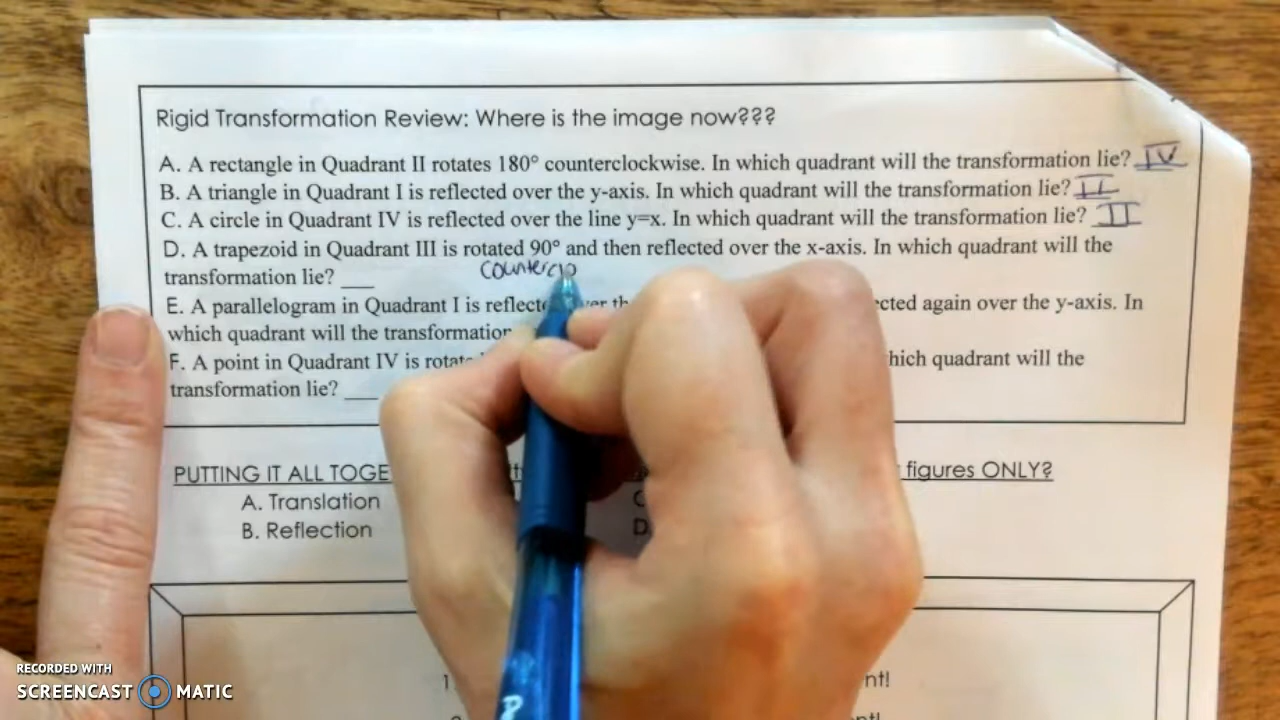 Rigid Transformation Review: Where is the image now???
A. A rectangle in Quadrant II rotates 180° counterclockwise. In which quadrant will the transformation lie? IV
B. A triangle in Quadrant I is reflected over the y-axis. In which quadrant will the transformation lie? II
C. A circle in Quadrant IV is reflected over the line y=x. In which quadrant will the transformation lie? II
D. A trapezoid in Quadrant III is rotated 90° and then reflected over the x-axis. In which quadrant will the
counterclo
transformation lie? ___
E. A parallelogram in Quadrant I is again over the y-axis. In
which quadrant will the transformation
F. A point in Quadrant IV is quadrant will the
transformation lie? ___
PUTTING IT ALL figures ONLY?
A. Translation
B. Reflection D.
RECORDED WITH
SCREENCAST MATIC